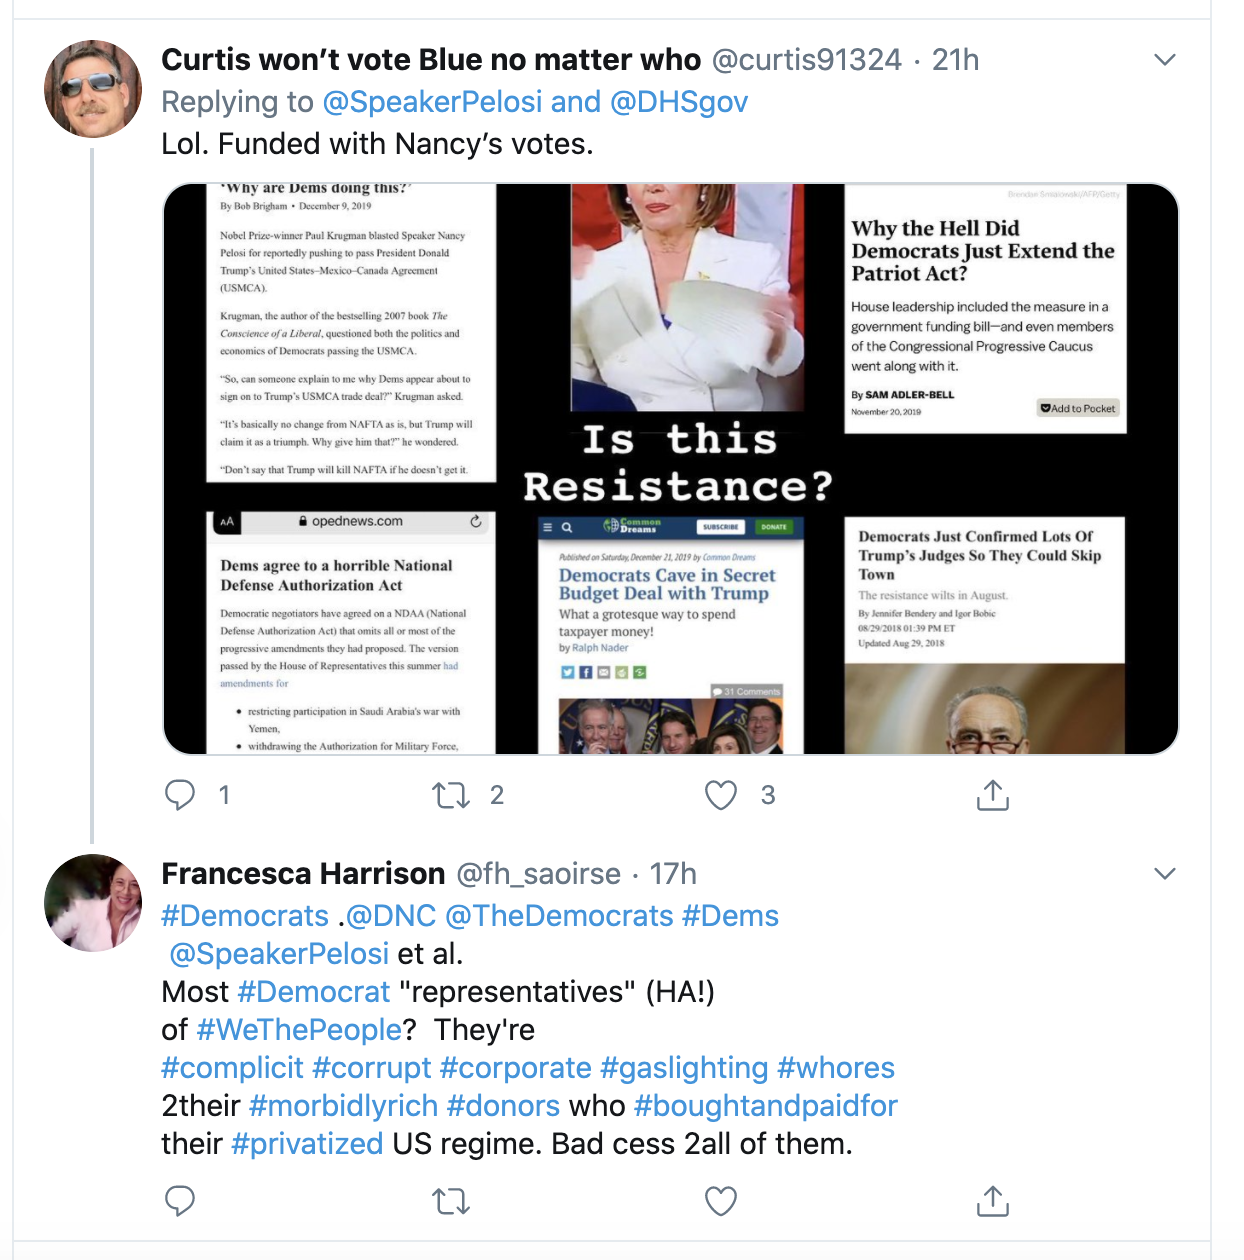 Curtis won’t vote Blue no matter who @curtis91324 · 21h
Replying to @SpeakerPelosi and @DHSgov
Lol. Funded with Nancy’s votes.
'Why are Dems doing this?'
By Bob Brigham • December 9, 2019
Nobel Prize-winner Paul Krugman blasted Speaker Nancy
Pelosi for reportedly pushing to pass President Donald
Trump's United States–Mexico–Canada Agreement
(USMCA).
Krugman, the author of the bestselling 2007 book The
Conscience of a Liberal, questioned both the politics and
economics of Democrats passing the USMCA.
"So, can someone explain to me why Dems appear about to
sign on to Trump's USMCA trade deal?" Krugman asked.
"It's basically no change from NAFTA as is, but Trump will
claim it as a triumph. Why give him that?" he wondered.
"Don't say that Trump will kill NAFTA if he doesn't get it.
Brendan Smialowski/AFP/Getty
Why the Hell Did
Democrats Just Extend the
Patriot Act?
House leadership included the measure in a
government funding bill—and even members
of the Congressional Progressive Caucus
went along with it.
By SAM ADLER-BELL
November 20, 2019
Add to Pocket
Is this
Resistance?
AA opednews.com
Dems agree to a horrible National
Defense Authorization Act
Democratic negotiators have agreed on a NDAA (National
Defense Authorization Act) that omits all or most of the
progressive amendments they had proposed. The version
passed by the House of Representatives this summer had
amendments for
• restricting participation in Saudi Arabia's war with
Yemen,
• withdrawing the Authorization for Military Force,
Common
Dreams
SUBSCRIBE
DONATE
Published on Saturday, December 21, 2019 by Common Dreams
Democrats Cave in Secret
Budget Deal with Trump
What a grotesque way to spend
taxpayer money!
by Ralph Nader
31 Comments
Democrats Just Confirmed Lots Of
Trump's Judges So They Could Skip
Town
The resistance wilts in August.
By Jennifer Bendery and Igor Bobic
08/29/2018 01:39 PM ET
Updated Aug 29, 2018
1 2 3
Francesca Harrison @fh_saoirse · 17h
#Democrats .@DNC @TheDemocrats #Dems
@SpeakerPelosi et al.
Most #Democrat "representatives" (HA!)
of #WeThePeople? They're
#complicit #corrupt #corporate #gaslighting #whores
2their #morbidlyrich #donors who #boughtandpaidfor
their #privatized US regime. Bad cess 2all of them.